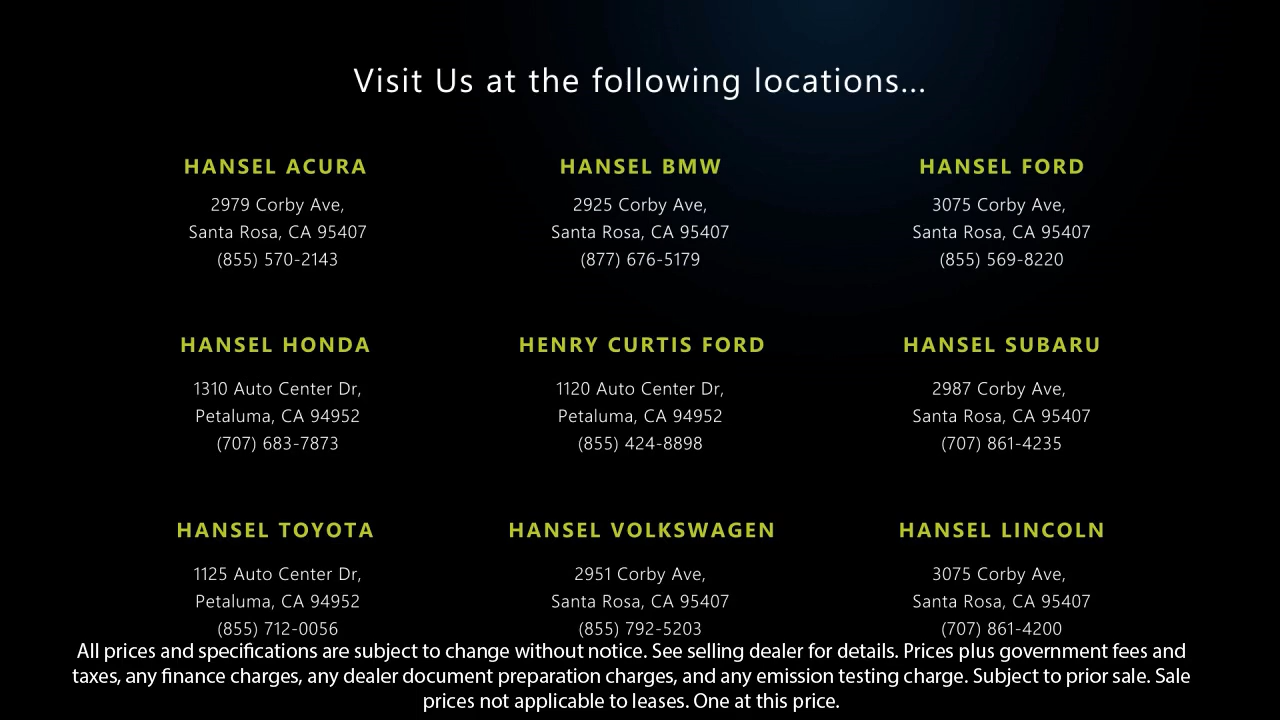 Visit Us at the following locations...
HANSEL ACURA
2979 Corby Ave,
Santa Rosa, CA 95407
(855) 570-2143
HANSEL BMW
2925 Corby Ave,
Santa Rosa, CA 95407
(877) 676-5179
HANSEL FORD
3075 Corby Ave,
Santa Rosa, CA 95407
(855) 569-8220
HANSEL HONDA
1310 Auto Center Dr,
Petaluma, CA 94952
(707) 683-7873
HENRY CURTIS FORD
1120 Auto Center Dr,
Petaluma, CA 94952
(855) 424-8898
HANSEL SUBARU
2987 Corby Ave,
Santa Rosa, CA 95407
(707) 861-4235
HANSEL TOYOTA
1125 Auto Center Dr,
Petaluma, CA 94952
(855) 712-0056
HANSEL VOLKSWAGEN
2951 Corby Ave,
Santa Rosa, CA 95407
(855) 792-5203
HANSEL LINCOLN
3075 Corby Ave,
Santa Rosa, CA 95407
(707) 861-4200
All prices and specifications are subject to change without notice. See selling dealer for details. Prices plus government fees and
taxes, any finance charges, any dealer document preparation charges, and any emission testing charge. Subject to prior sale. Sale
prices not applicable to leases. One at this price.